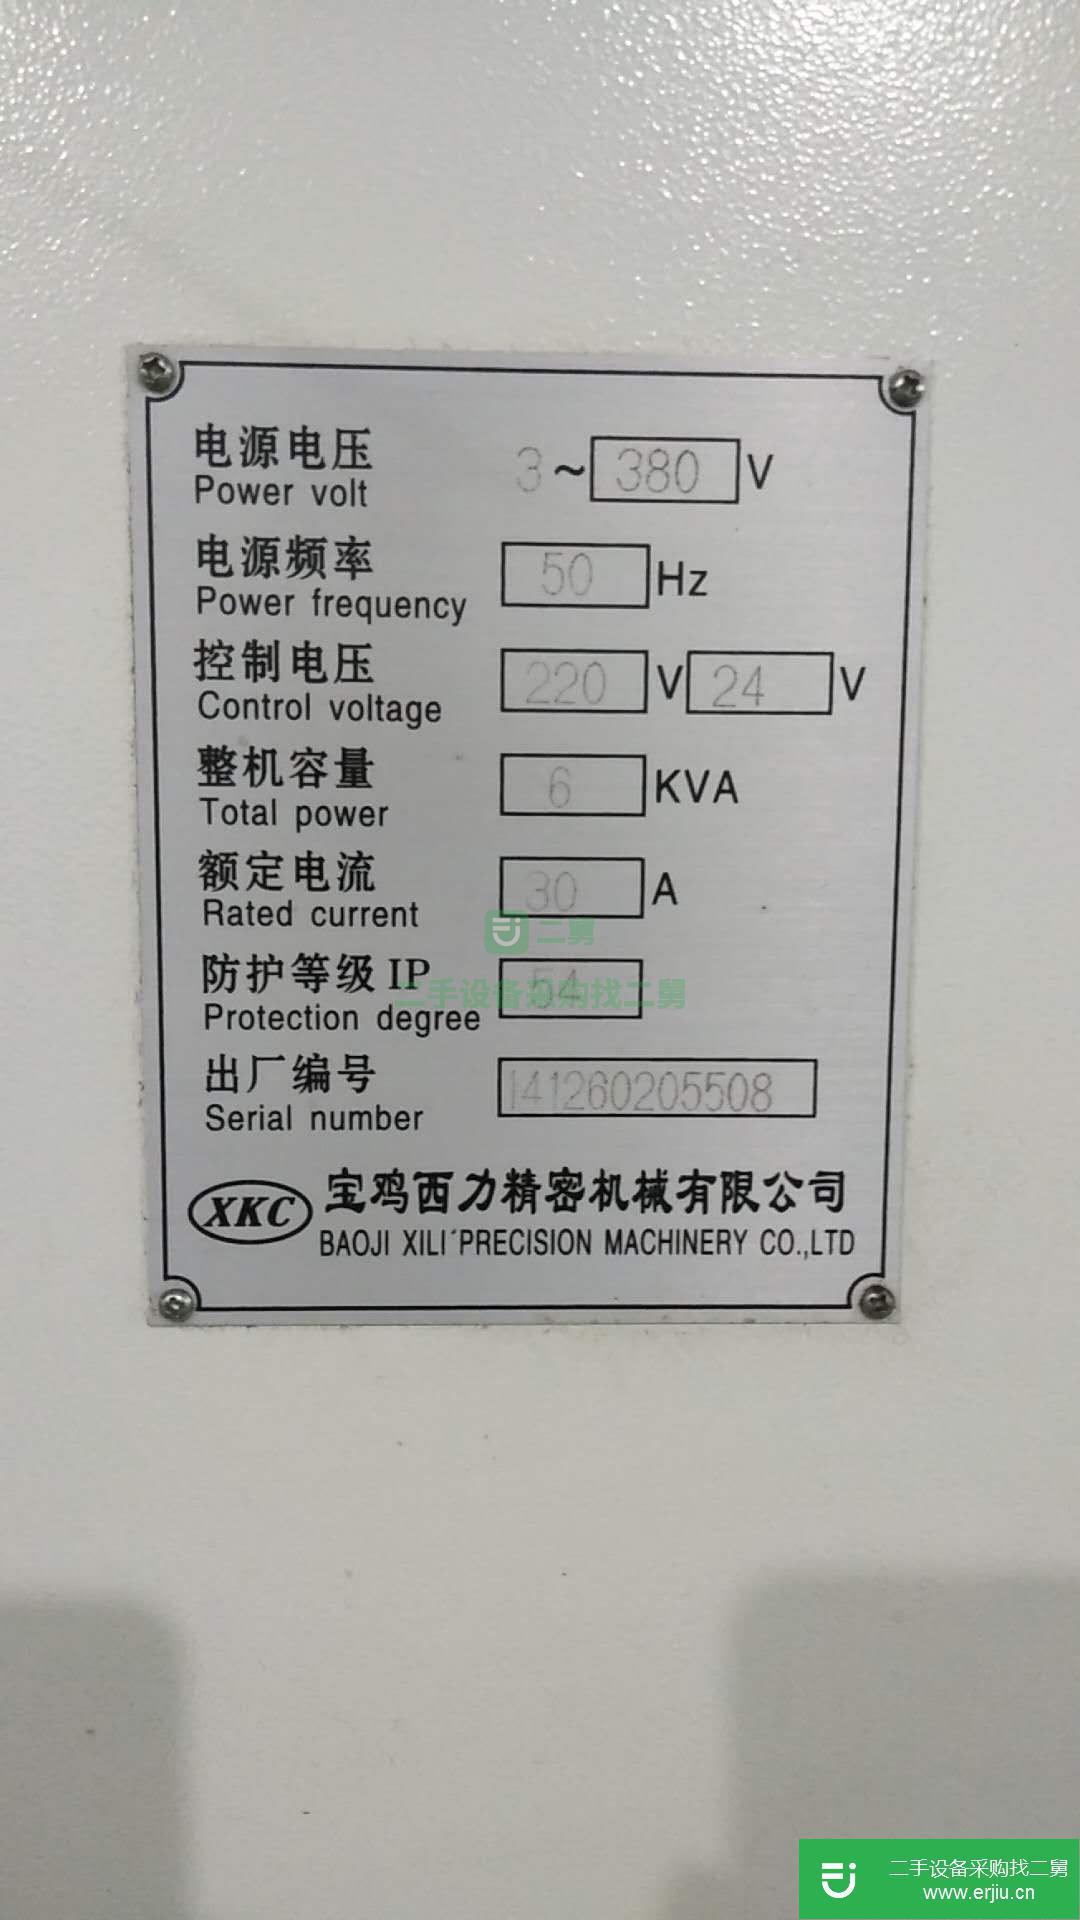 电源电压 3~ 380 V
Power volt
电源频率 50 Hz
Power frequency
控制电压 220 V 24 V
Control voltage
整机容量 6 KVA
Total power
额定电流 30 A
Rated current
二舅
防护等级 IP 54
二手设备采购找二舅
Protection degree
出厂编号 141260205508
Serial number
XKC 宝鸡西力精密机械有限公司
BAOJI XILI PRECISION MACHINERY CO.,LTD
二手设备采购找二舅
www.erjiu.cn